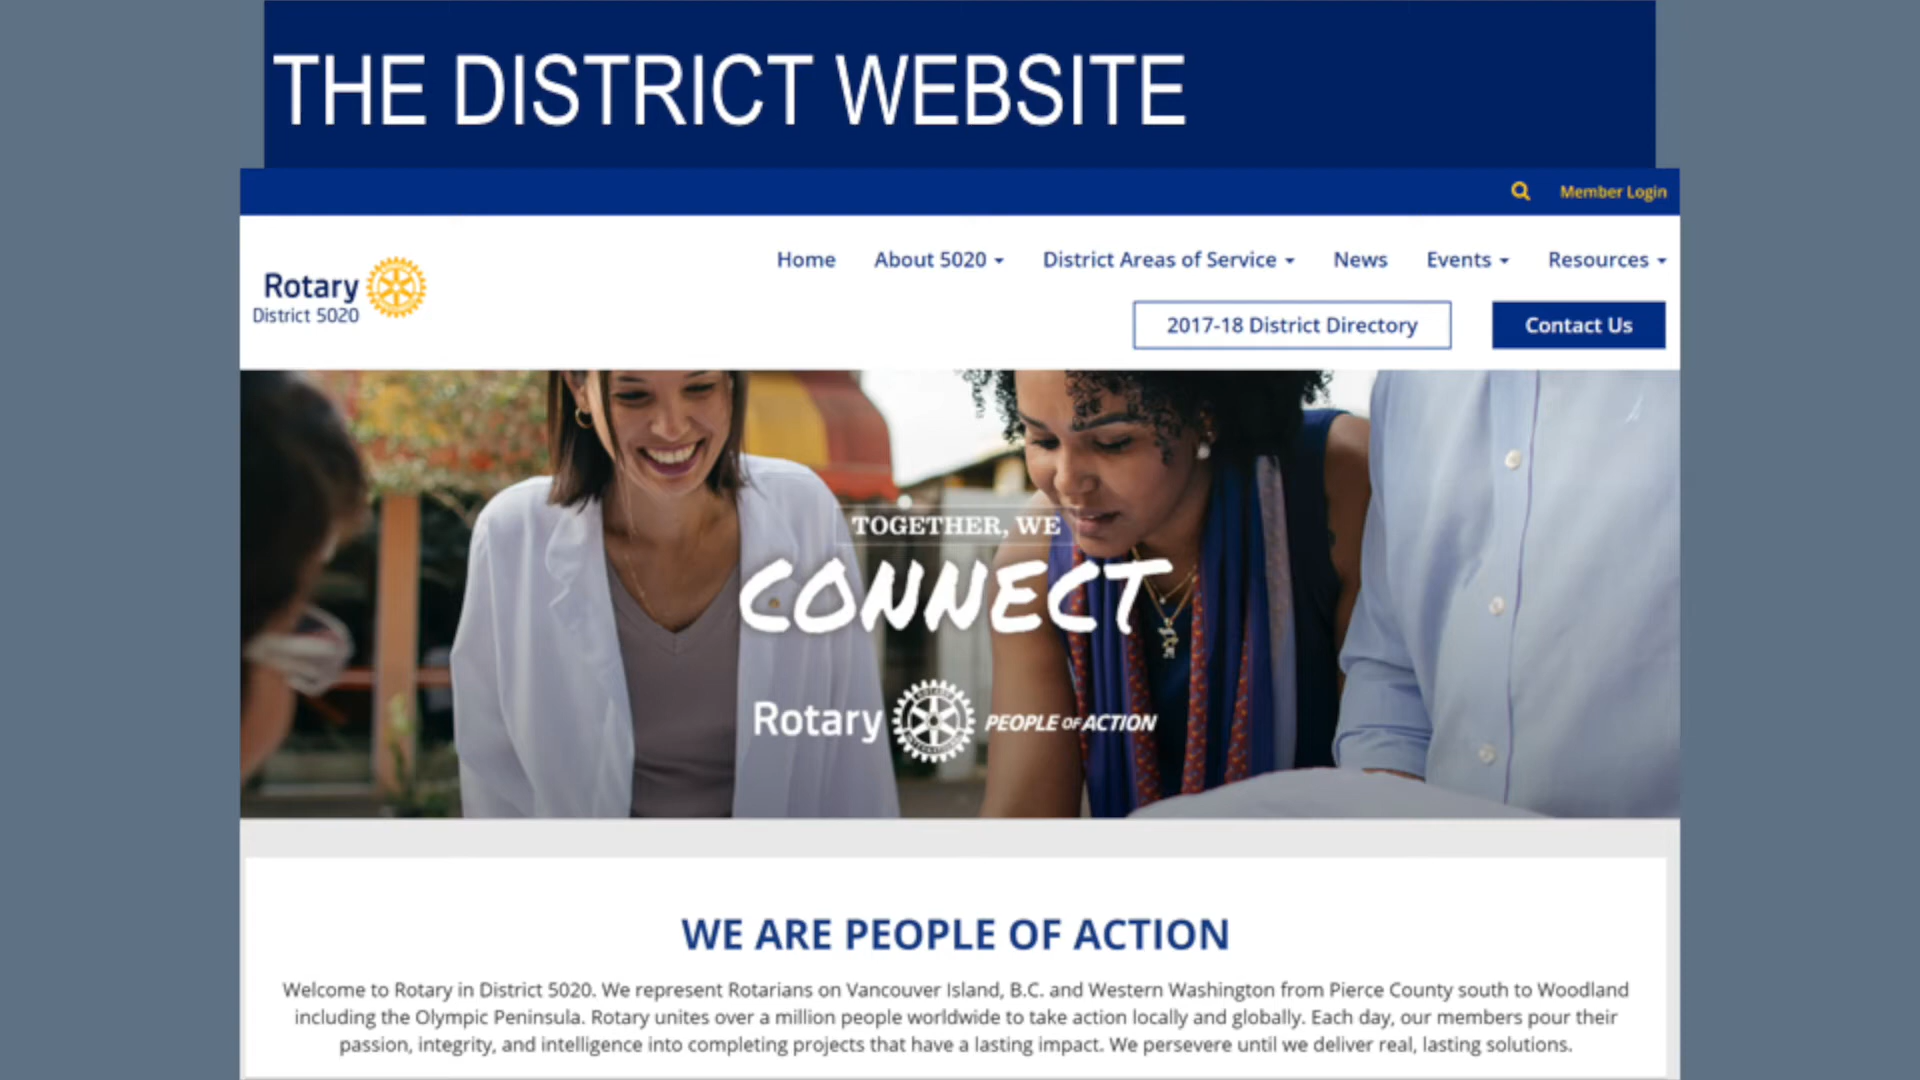 THE DISTRICT WEBSITE
Member Login
Home About 5020 District Areas of Service News Events Resources
Rotary
District 5020
2017-18 District Directory Contact Us
TOGETHER, WE
CONNECT
Rotary PEOPLE OF ACTION
WE ARE PEOPLE OF ACTION
Welcome to Rotary in District 5020. We represent Rotarians on Vancouver Island, B.C. and Western Washington from Pierce County south to Woodland
including the Olympic Peninsula. Rotary unites over a million people worldwide to take action locally and globally. Each day, our members pour their
passion, integrity, and intelligence into completing projects that have a lasting impact. We persevere until we deliver real, lasting solutions.